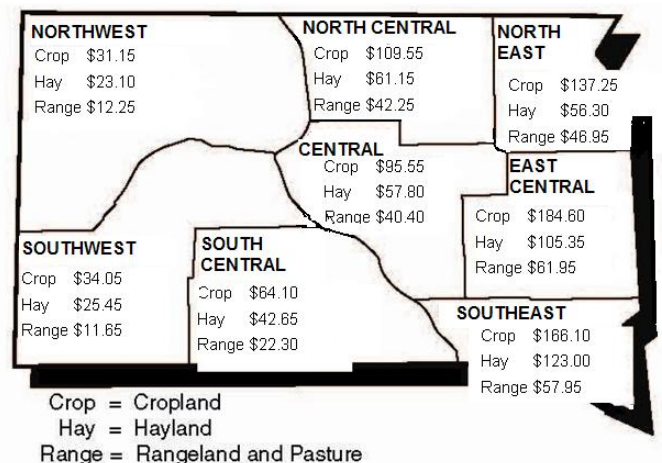 NORTHWEST
Crop $31.15
Hay $23.10
Range $12.25
NORTH CENTRAL
Crop $109.55
Hay $61.15
Range $42.25
NORTH
EAST
Crop $137.25
Hay $56.30
Range $46.95
CENTRAL
Crop $95.55
Hay $57.80
Range $40.40
EAST
CENTRAL
Crop $184.60
Hay $105.35
Range $61.95
SOUTHWEST
Crop $34.05
Hay $25.45
Range $11.65
SOUTH
CENTRAL
Crop $64.10
Hay $42.65
Range $22.30
SOUTHEAST
Crop $166.10
Hay $123.00
Range $57.95
Crop = Cropland
Hay = Hayland
Range = Rangeland and Pasture